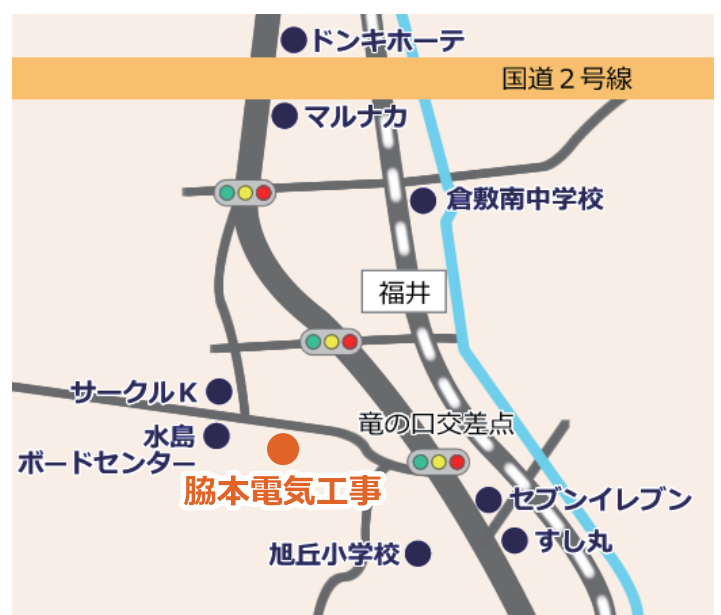 ドンキホーテ
国道２号線
マルナカ
倉敷南中学校
福井
サークルK
竜の口交差点
水島
ボードセンター
脇本電気工事
セブンイレブン
すし丸
旭丘小学校